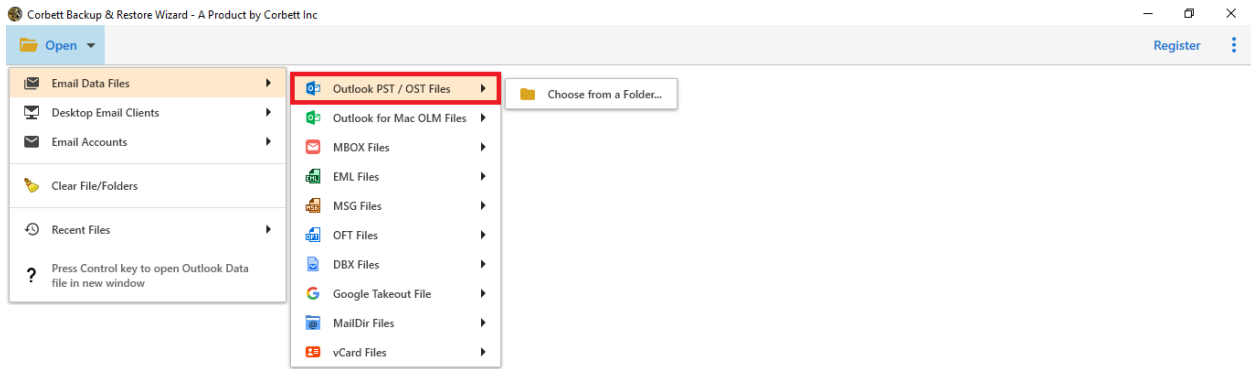 Corbett Backup & Restore Wizard - A Product by Corbett Inc
Open
Register
Email Data Files
Desktop Email Clients
Email Accounts
Clear File/Folders
Recent Files
? Press Control key to open Outlook Data
file in new window
Outlook PST / OST Files
Outlook for Mac OLM Files
MBOX Files
EML Files
MSG Files
OFT Files
DBX Files
Google Takeout File
MailDir Files
vCard Files
Choose from a Folder...